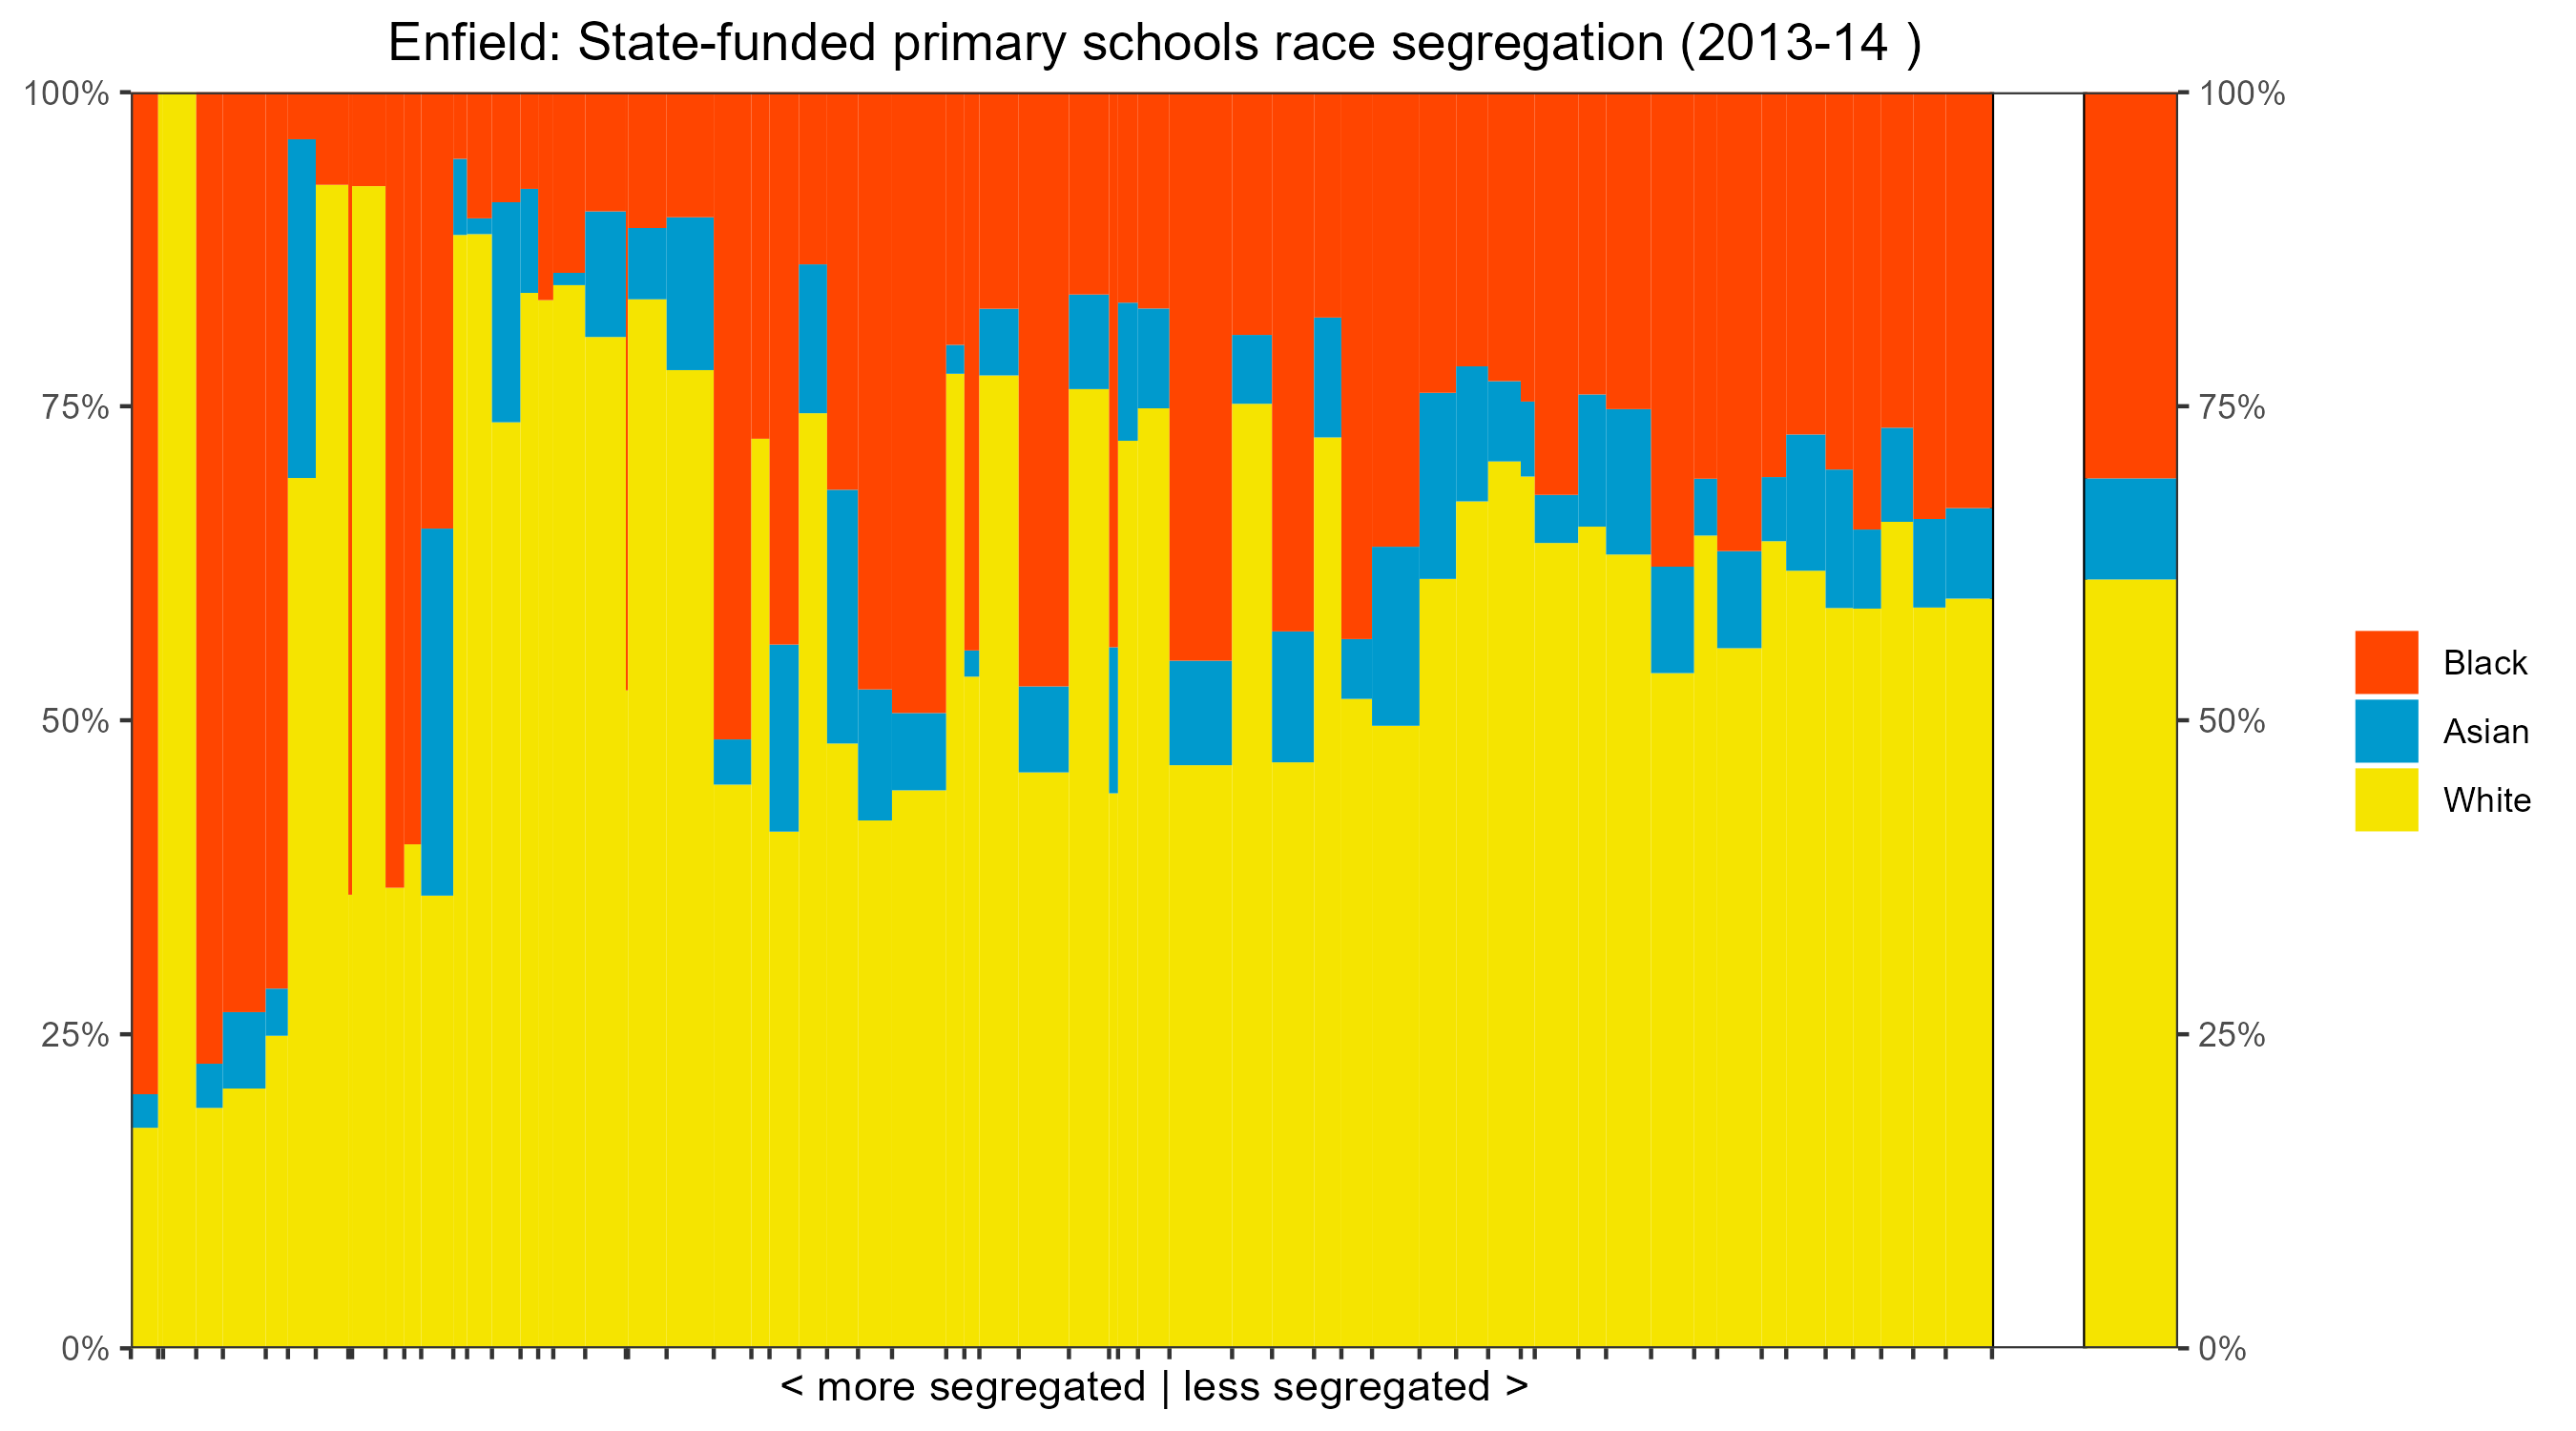 Enfield: State-funded primary schools race segregation (2013-14 )
100%
75%
50%
25%
0%
100%
75%
50%
25%
0%
Black
Asian
White
< more segregated | less segregated >